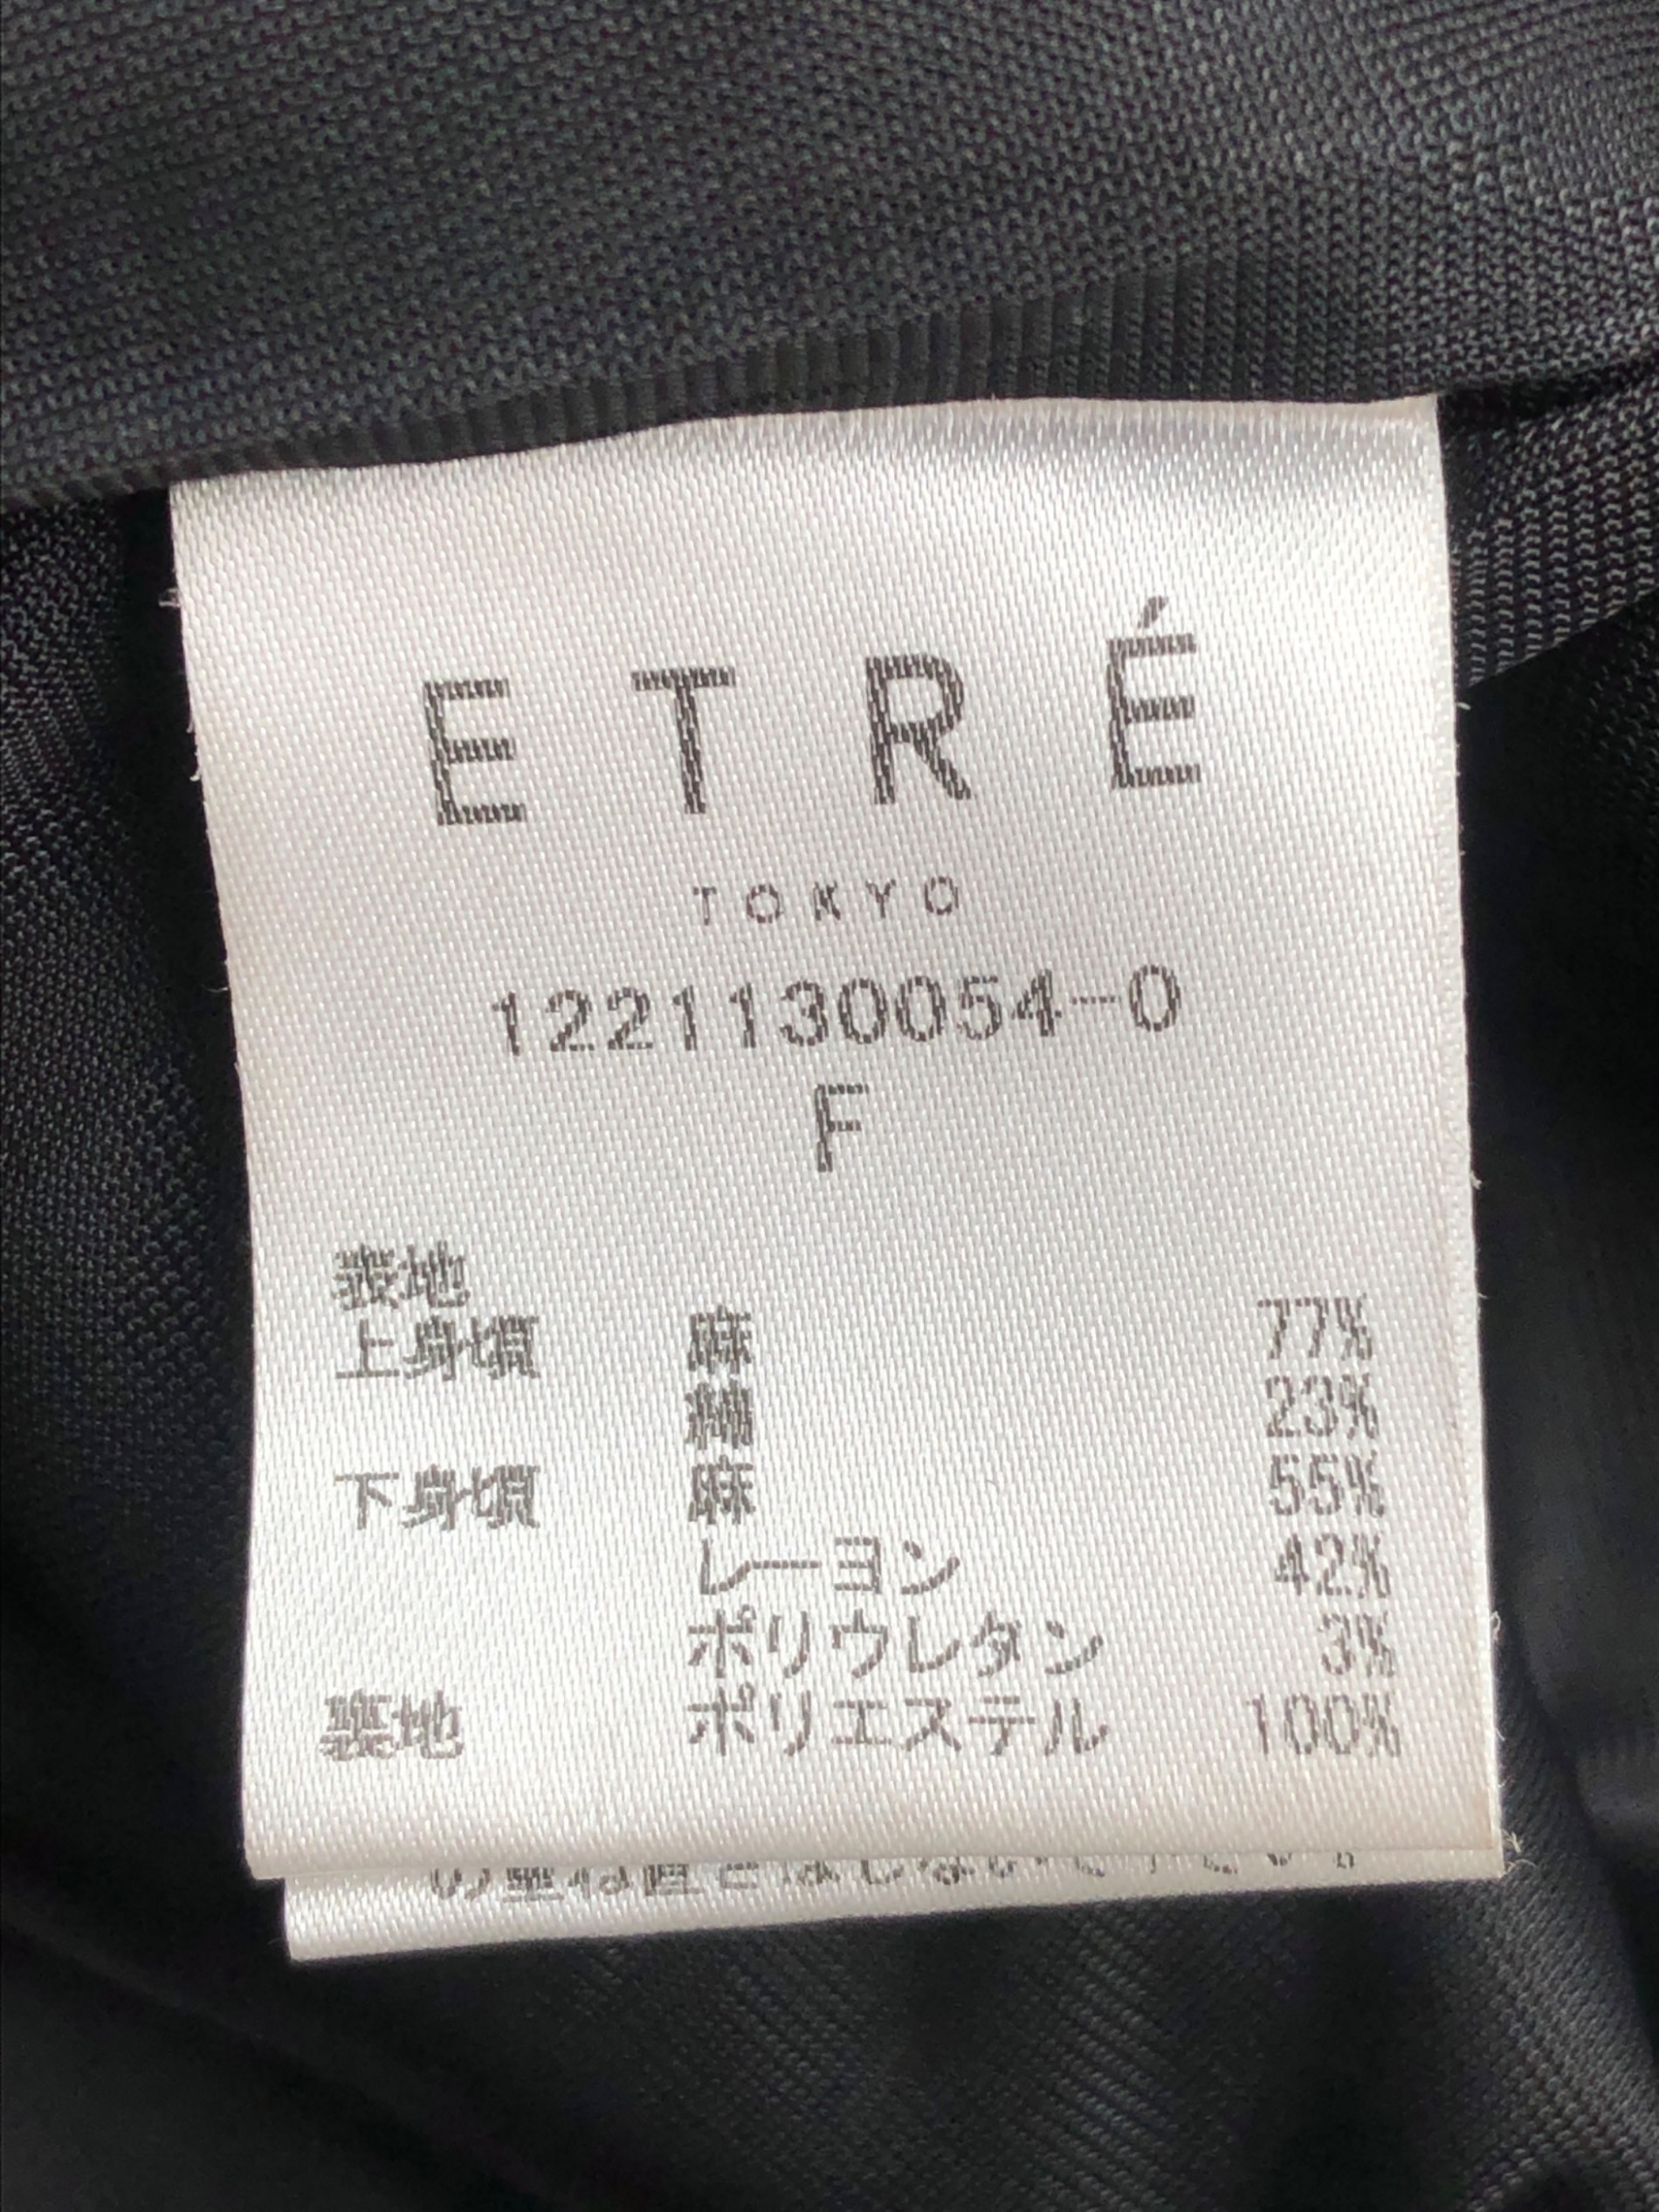 ETRÉ
TOKYO
1221130054-0
F
表地
上身頃 麻 77%
綿 23%
下身頃 麻 55%
レーヨン 42%
ポリウレタン 3%
裏地 ポリエステル 100%